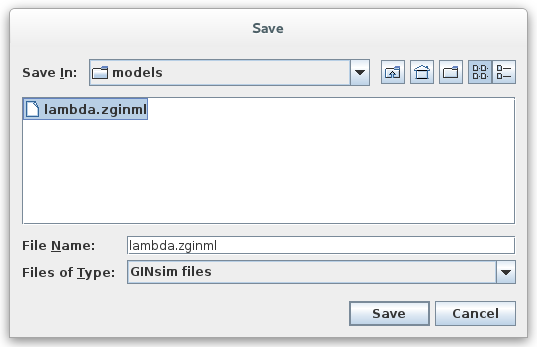 Save
Save In: models
lambda.zginml
File Name: lambda.zginml
Files of Type: GINsim files
Save Cancel